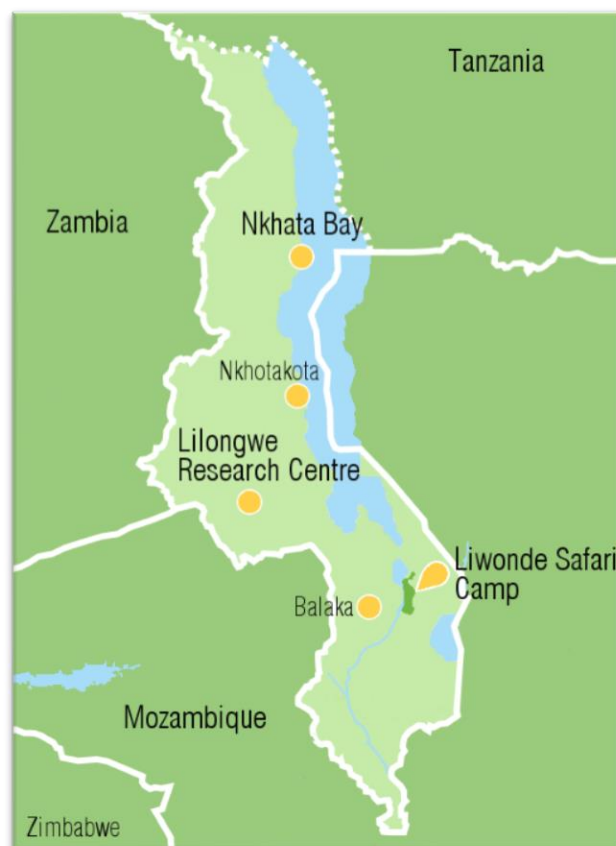 Tanzania
Zambia
Nkhata Bay
Nkhotakota
Lilongwe
Research Centre
Liwonde Safari
Camp
Balaka
Mozambique
Zimbabwe